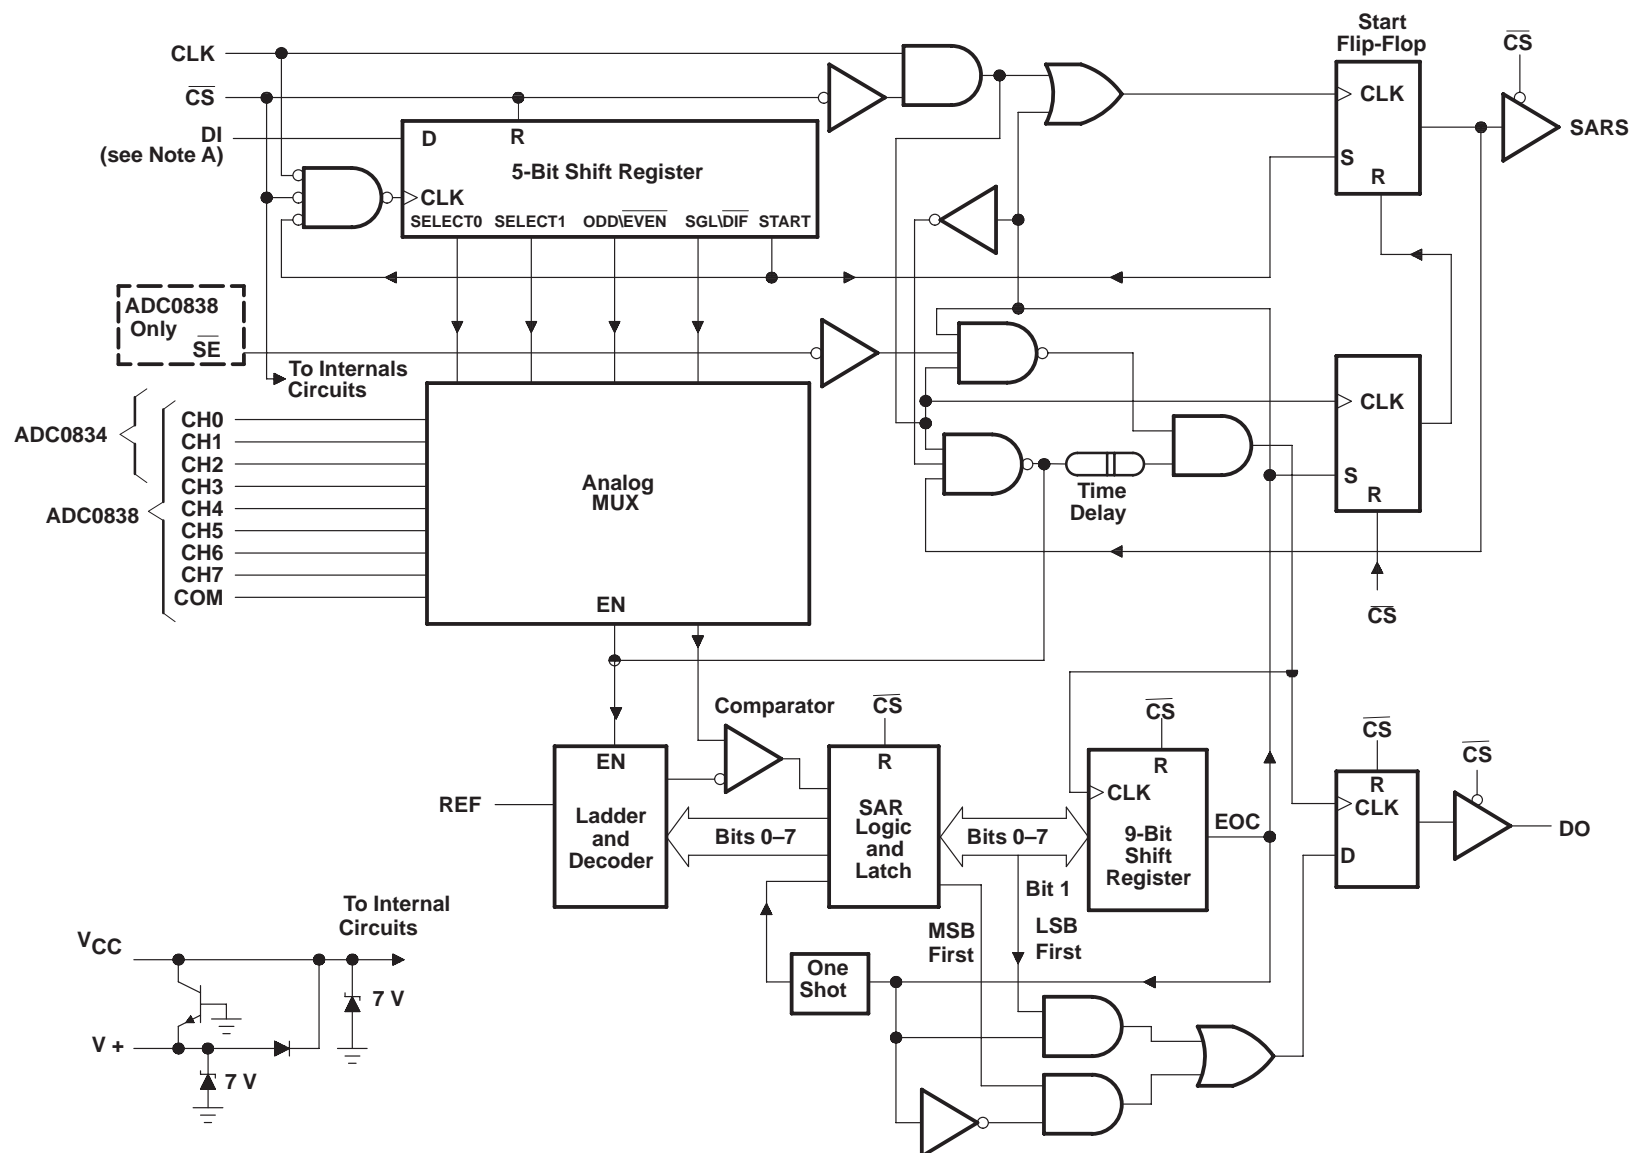 Start
Flip-Flop
CLK
CS
CS
CLK
SARS
S
R
DI
(see Note A)
D
R
5-Bit Shift Register
CLK
SELECT0
SELECT1
ODD\EVEN
SGL\DIF
START
ADC0838
Only
SE
To Internals
Circuits
ADC0834
ADC0838
CH0
CH1
CH2
CH3
CH4
CH5
CH6
CH7
COM
Analog
MUX
EN
Time
Delay
CLK
S
R
CS
Comparator
REF
EN
Ladder
and
Decoder
Bits 0–7
CS
R
SAR
Logic
and
Latch
Bits 0–7
CS
R
CLK
9-Bit
Shift
Register
EOC
CS
R
CLK
D
CS
DO
Bit 1
MSB
First
LSB
First
One
Shot
To Internal
Circuits
VCC
7 V
V +
7 V